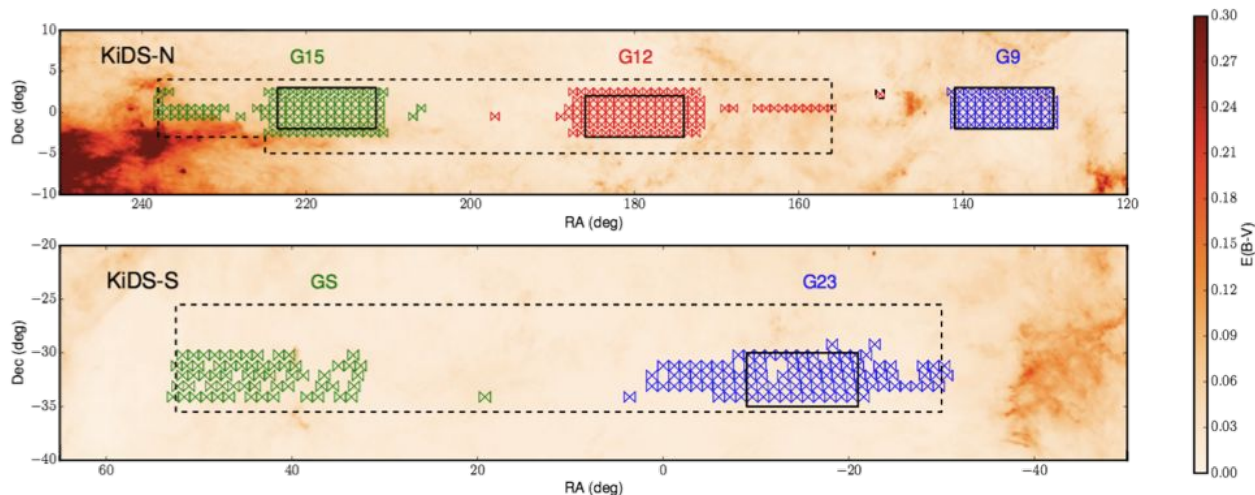 KiDS-N G15 G12 G9
10
5
0
−5
−10
Dec (deg)
240 220 200 180 160 140 120
RA (deg)
KiDS-S GS G23
−20
−25
−30
−35
−40
Dec (deg)
60 40 20 0 −20 −40
RA (deg)
0.30
0.27
0.24
0.21
0.18
0.15
0.12
0.09
0.06
0.03
0.00
E(B-V)